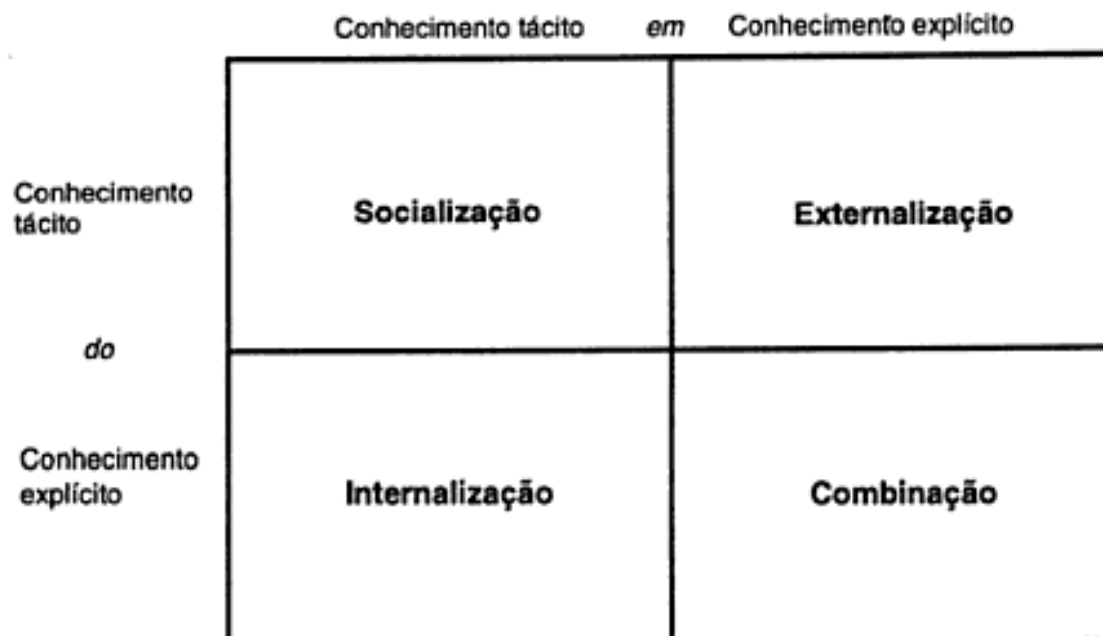 Conhecimento tácito em Conhecimento explícito
Conhecimento
tácito
Socialização
Externalização
do
Conhecimento
explícito
Internalização
Combinação